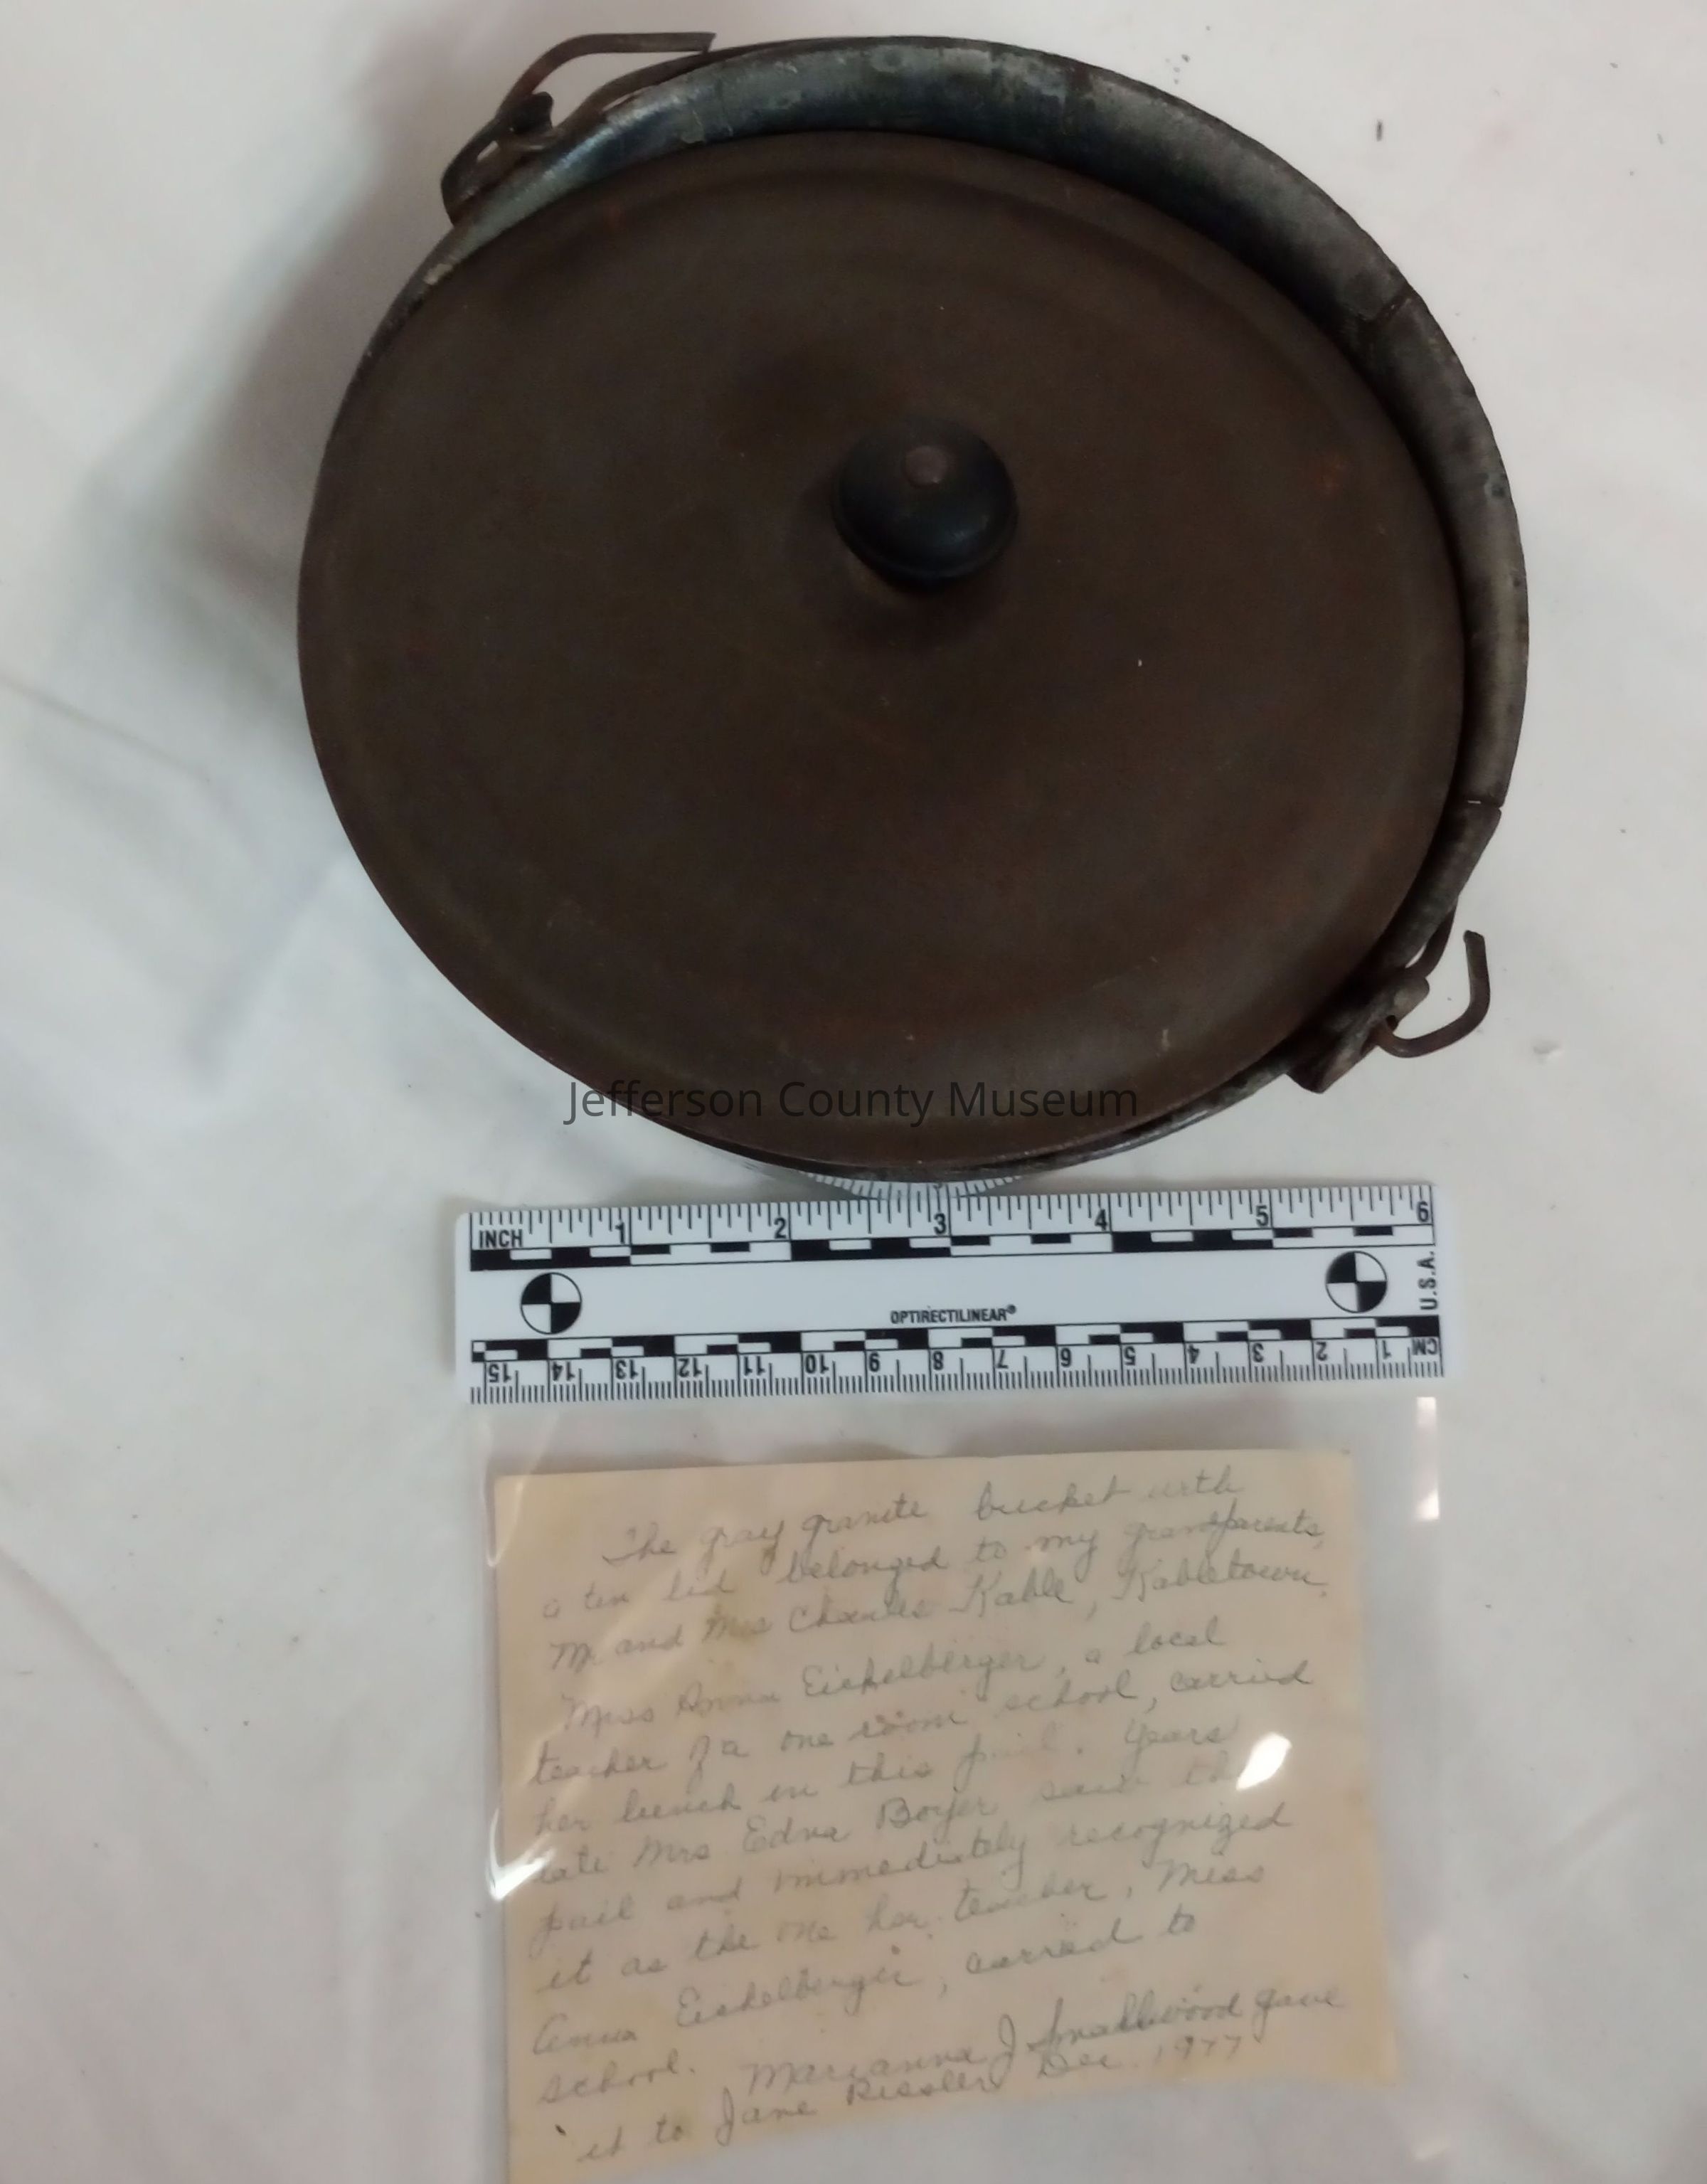 Jefferson County Museum
INCH 1 2 3 4 5 6
U.S.A.
OPTIRECTILINEAR®
15 14 13 12 11 10 9 8 7 6 5 4 3 2 1 CM
The gray granite bucket with
a tin lid belonged to my grandparents,
Mr and Mrs Charles Kable, Kabletown.
Miss Anna Eichelberger, a local
teacher of a one room school, carried
her lunch in this pail. Years
late Mrs Edna Boyer saw the
pail and immediately recognized
it as the one her teacher, Miss
Anna Eichelberger, carried to
school. Marianna J Smallwood gave
it to Jane Rissler Dec. 1977